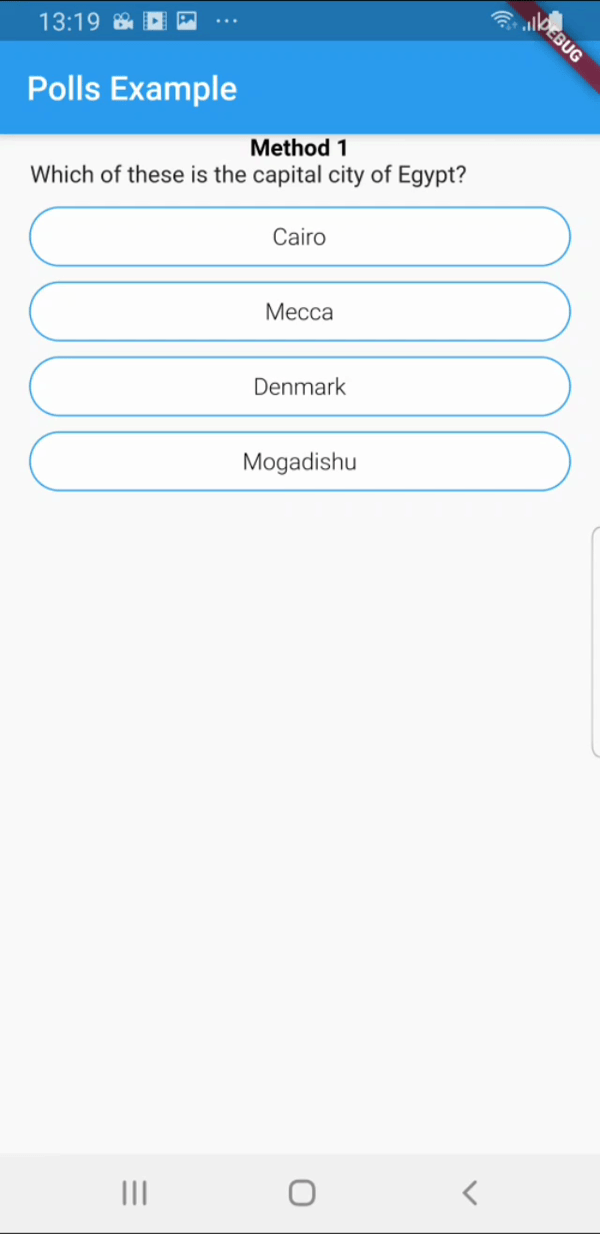 13:19
DEBUG
Polls Example
Method 1
Which of these is the capital city of Egypt?
Cairo
Mecca
Denmark
Mogadishu